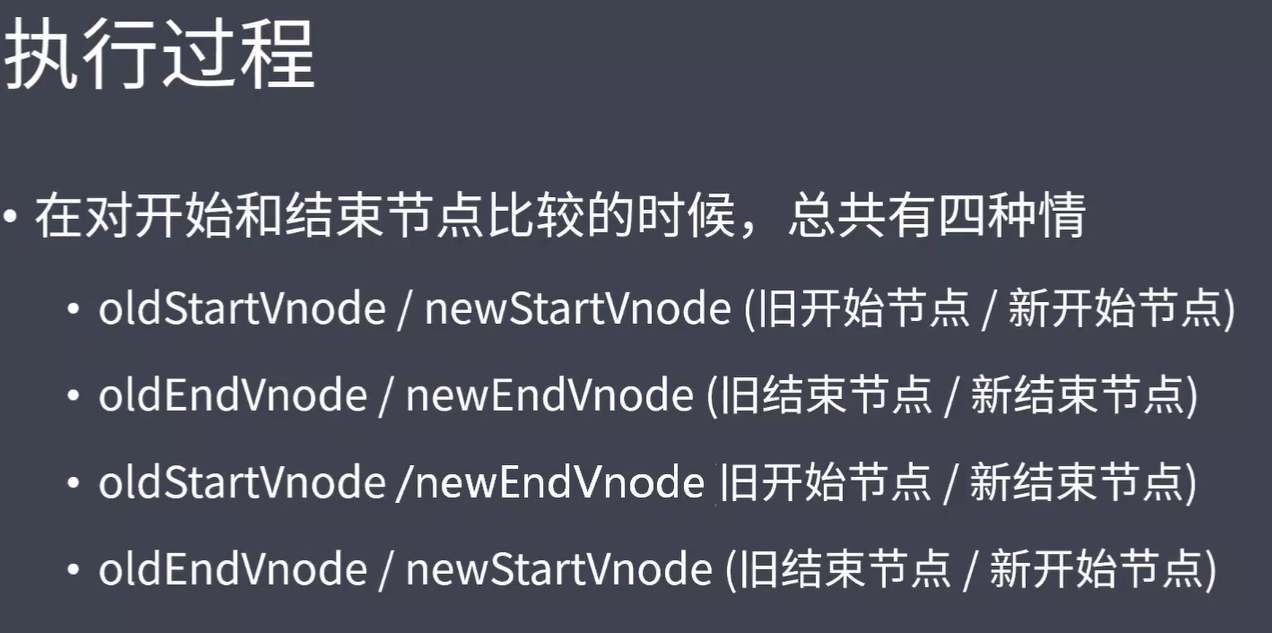 执行过程
• 在对开始和结束节点比较的时候，总共有四种情
• oldStartVnode / newStartVnode (旧开始节点 / 新开始节点)
• oldEndVnode / newEndVnode (旧结束节点 / 新结束节点)
• oldStartVnode /newEndVnode 旧开始节点 / 新结束节点)
• oldEndVnode / newStartVnode (旧结束节点 / 新开始节点)